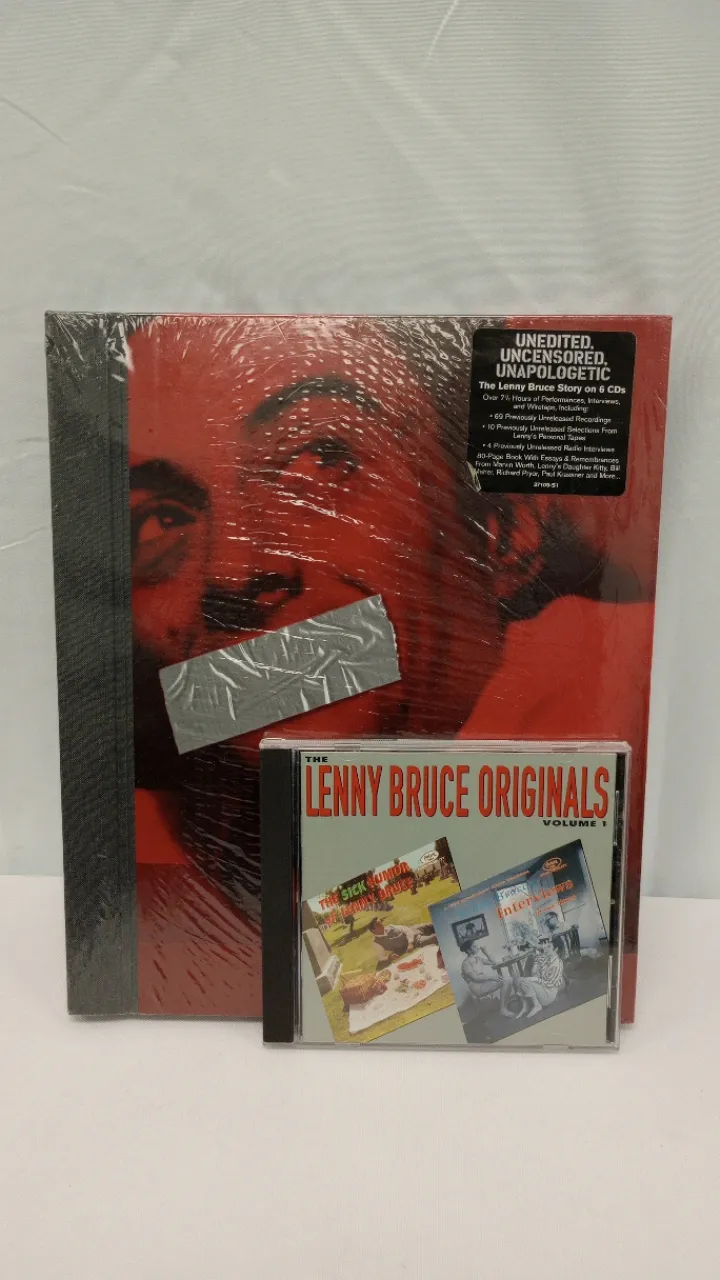 UNEDITED.
UNCENSORED.
UNAPOLOGETIC
The Lenny Bruce Story on 6 CDs
Over 7½ Hours of Performances, Interviews,
and Wiretaps, Including:
• 69 Previously Unreleased Recordings
• 10 Previously Unreleased Selections From
Lenny's Personal Tapes
• 4 Previously Unreleased Radio Interviews
80-Page Book With Essays & Remembrances
From Marvin Worth, Lenny's Daughter Kitty, Bill
Maher, Richard Pryor, Paul Krassner and More...
37109-51
THE
LENNY BRUCE ORIGINALS
VOLUME 1
THE SICK HUMOR
OF LENNY BRUCE
Interviews